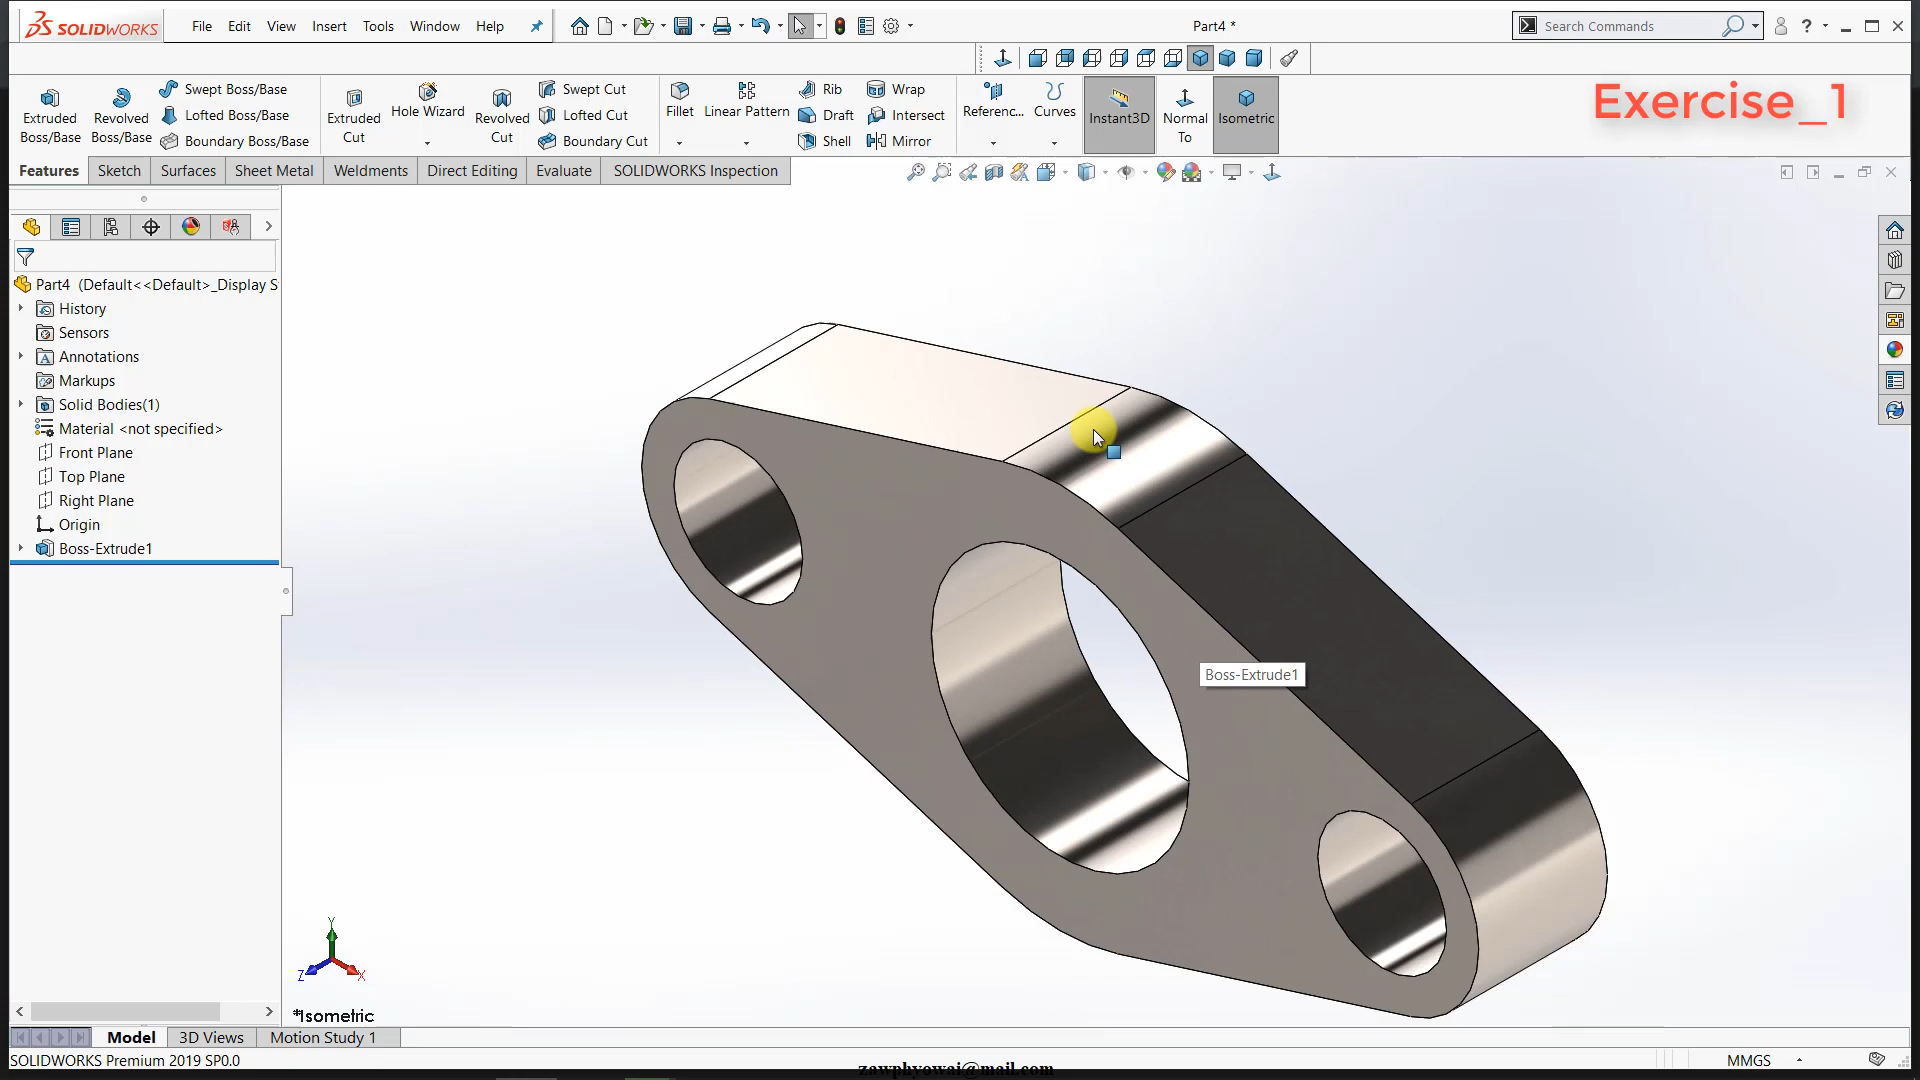 SOLIDWORKS File Edit View Insert Tools Window Help Part4 * Search Commands ?
Exercise_1
Extruded Boss/Base
Revolved Boss/Base
Swept Boss/Base
Lofted Boss/Base
Boundary Boss/Base
Extruded Cut
Hole Wizard
Revolved Cut
Swept Cut
Lofted Cut
Boundary Cut
Fillet
Linear Pattern
Rib
Draft
Shell
Wrap
Intersect
Mirror
Referenc...
Curves
Instant3D
Normal To
Isometric
Features Sketch Surfaces Sheet Metal Weldments Direct Editing Evaluate SOLIDWORKS Inspection
Part4 (Default<<Default>_Display S
History
Sensors
Annotations
Markups
Solid Bodies(1)
Material <not specified>
Front Plane
Top Plane
Right Plane
Origin
Boss-Extrude1
Boss-Extrude1
Y
Z X
*Isometric
Model 3D Views Motion Study 1
SOLIDWORKS Premium 2019 SP0.0 MMGS
zawphyowai@mail.com